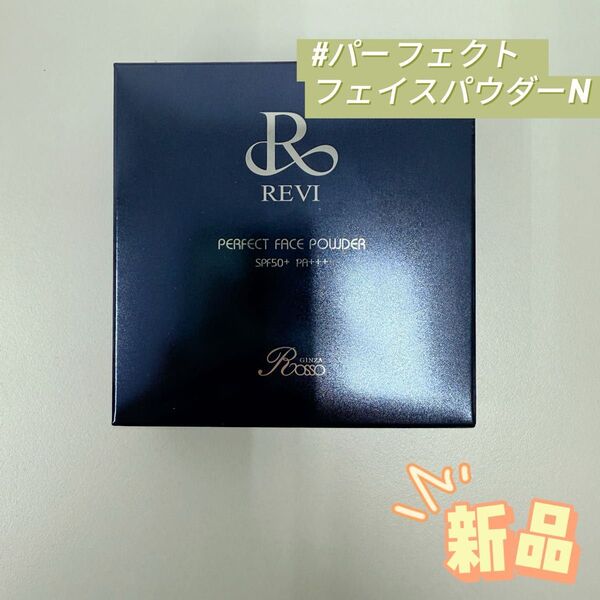 #パーフェクト
フェイスパウダーN
R
REVI
PERFECT FACE POWDER
SPF50+ PA++++
GINZA
Rosso
新品